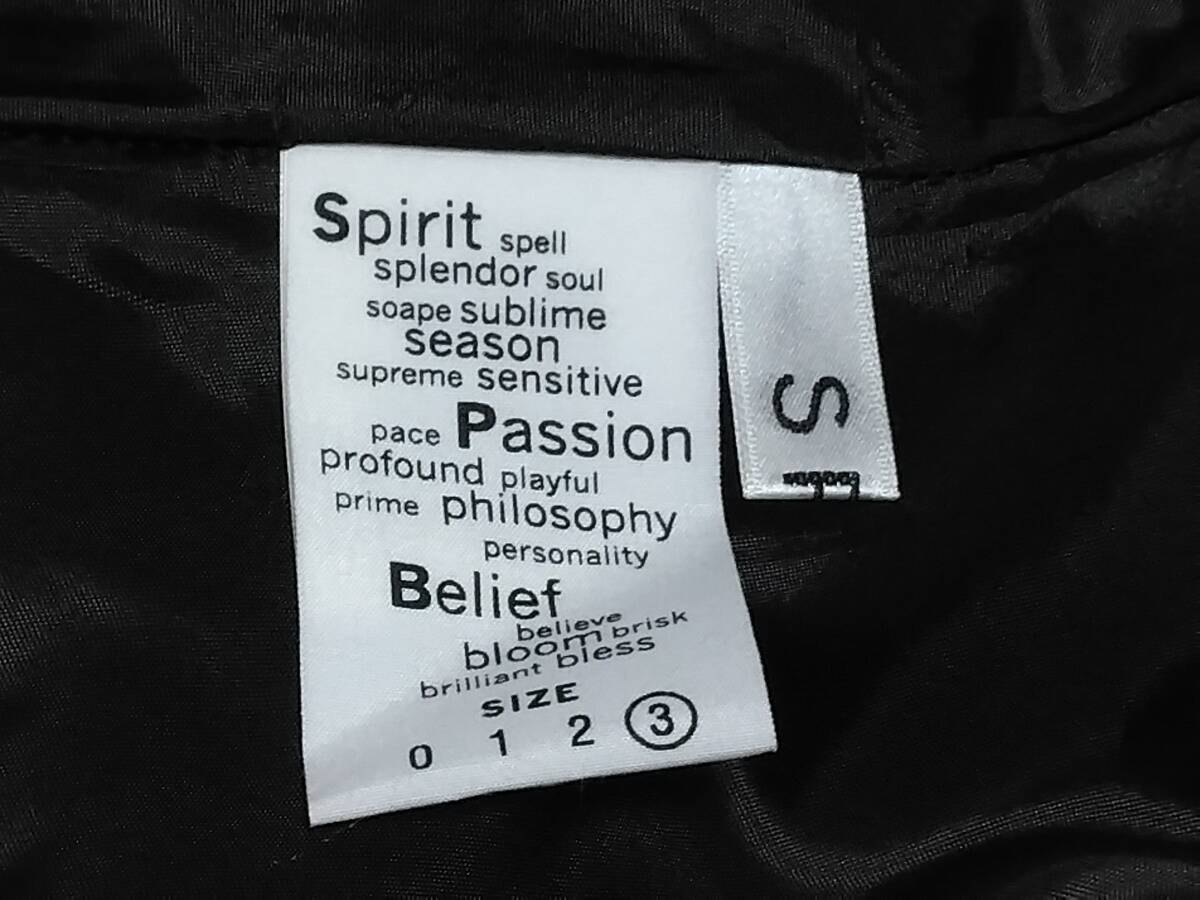 Spirit spell
splendor soul
soape sublime
season
supreme sensitive
pace Passion
profound playful
prime philosophy
personality
Belief
believe
bloom brisk
brilliant bless
SIZE
0 1 2 3
S